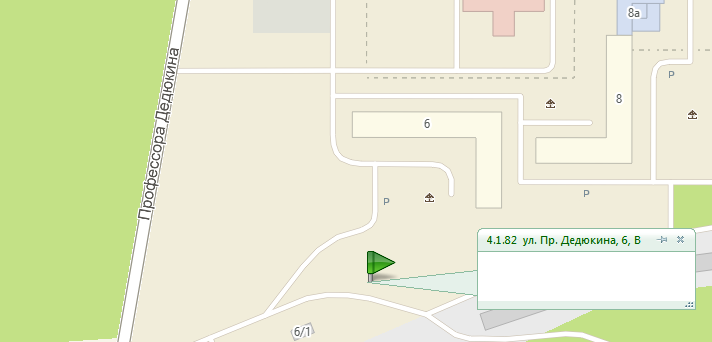 8а
Профессора Дедюкина
P
8
6
P
P
4.1.82 ул. Пр. Дедюкина, 6, В
6/1